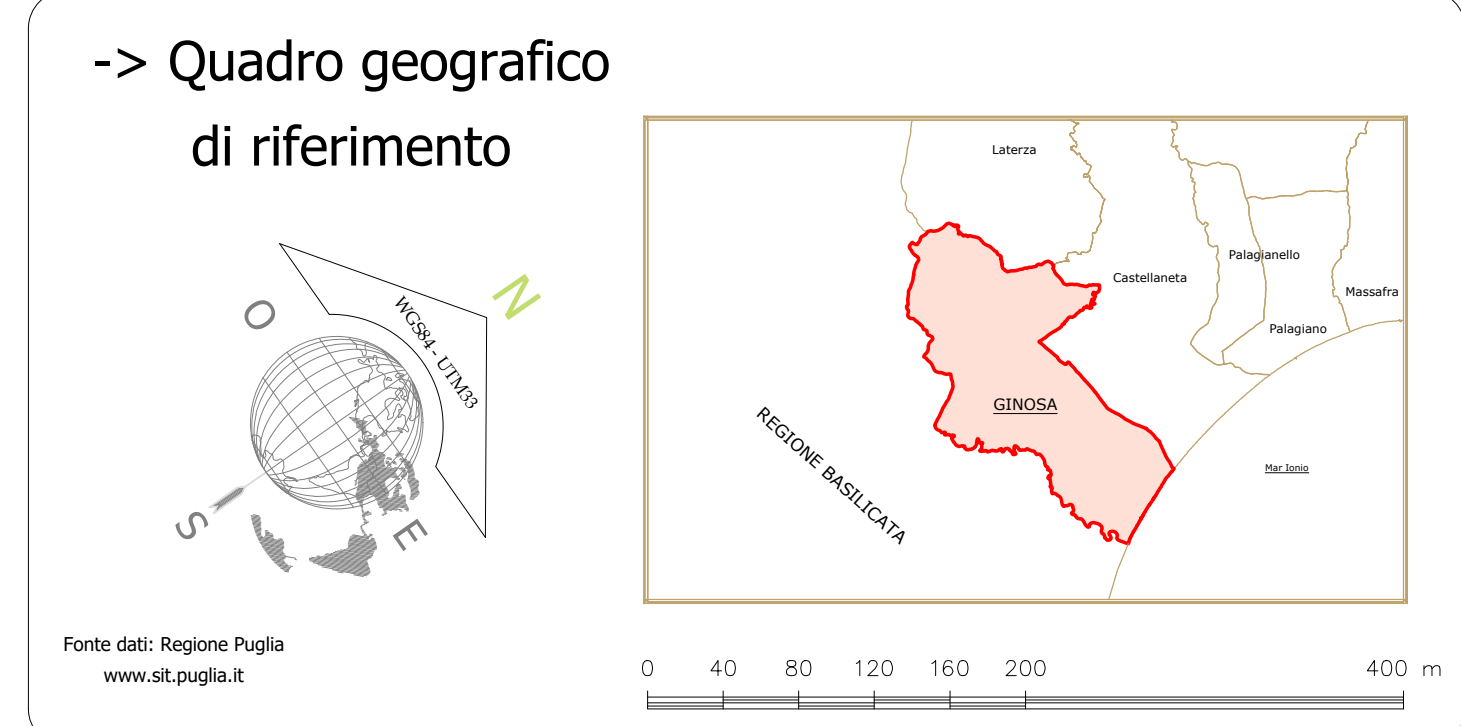 -> Quadro geografico
di riferimento
N
O
WGS84 - UTM33
S
E
Laterza
Castellaneta
Palagianello
Massafra
Palagiano
GINOSA
REGIONE BASILICATA
Mar Ionio
Fonte dati: Regione Puglia
www.sit.puglia.it
0 40 80 120 160 200 400 m